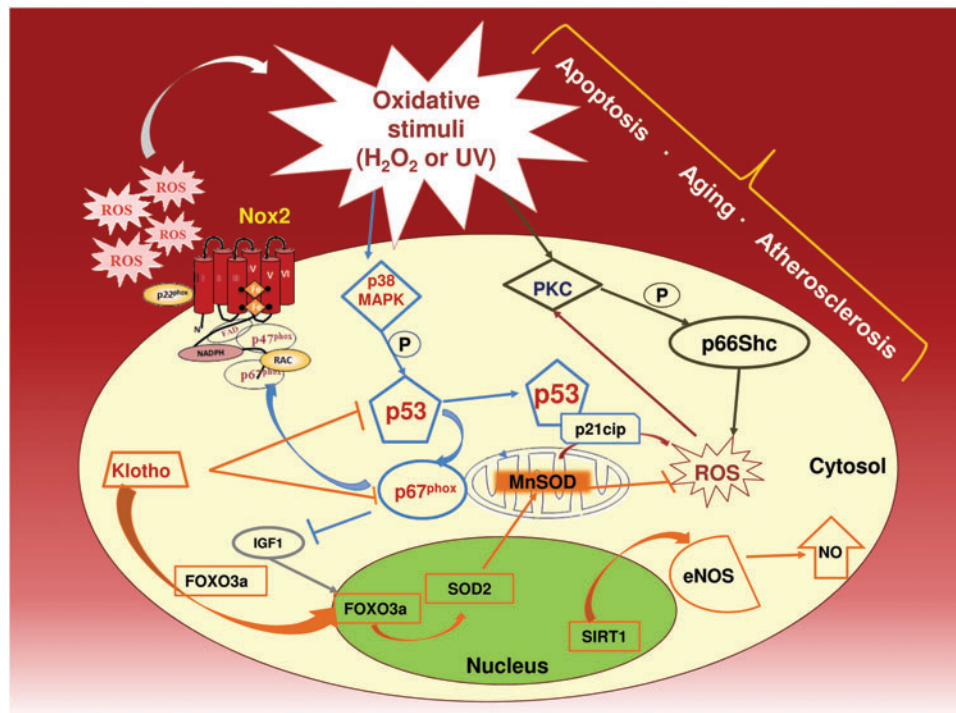 Oxidative
stimuli
(H₂O₂ or UV)
Apoptosis · Aging · Atherosclerosis
ROS
ROS
ROS
ROS
Nox2
V
VI
V
p22phox
N
FAD
p47phox
NADPH
RAC
p67phox
p38
MAPK
P
PKC
P
p66Shc
p53
p53
p21cip
Klotho
p67phox
MnSOD
ROS
Cytosol
IGF1
FOXO3a
FOXO3a
SOD2
SIRT1
eNOS
NO
Nucleus